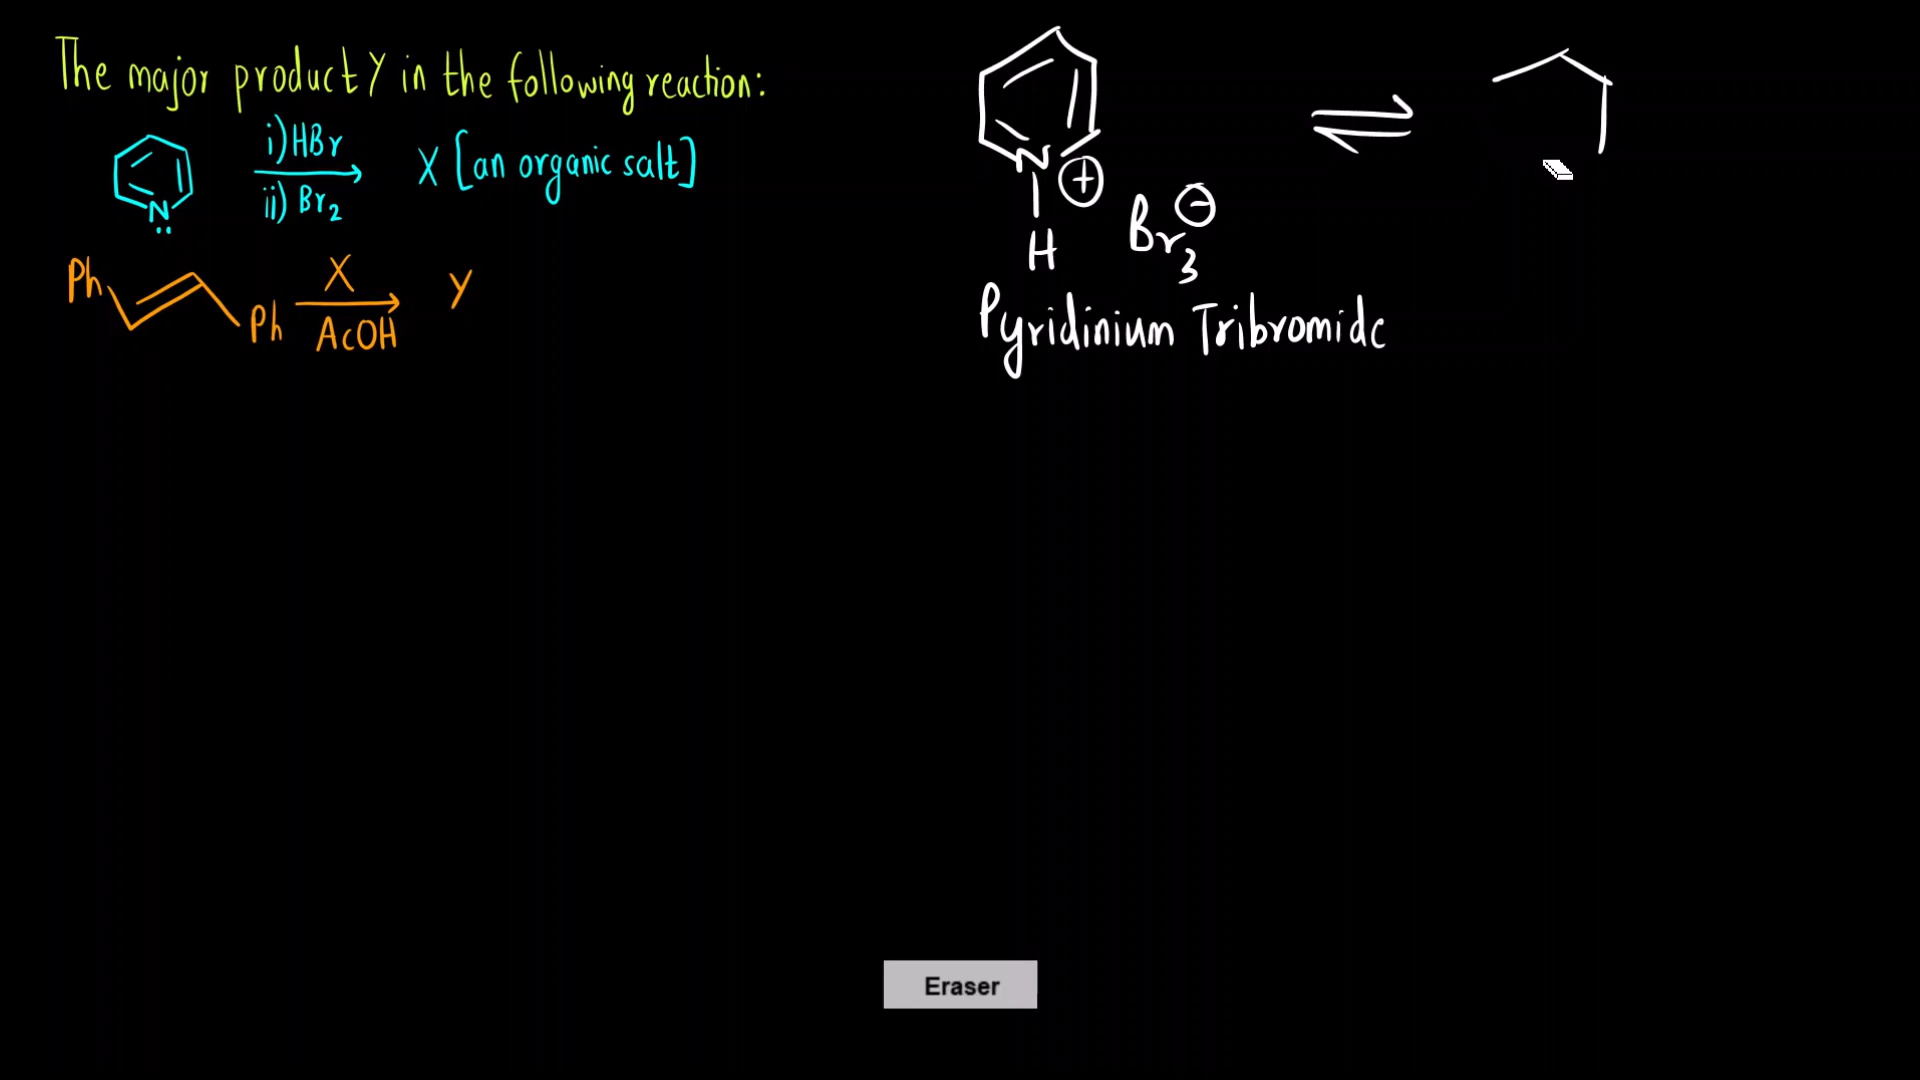 The major product Y in the following reaction:
i) HBr
ii) Br2
N
X [an organic salt]
Ph
Ph
X
AcOH
Y
N
+
H
Br3 -
Pyridinium Tribromide
Eraser